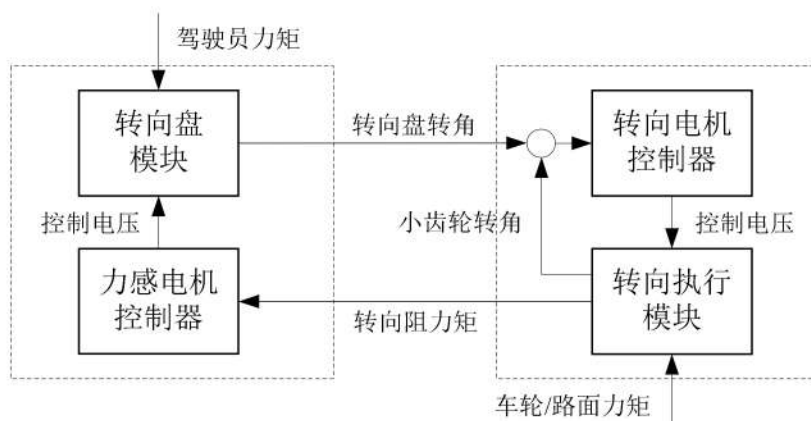 驾驶员力矩
转向盘
模块
转向盘转角
转向电机
控制器
控制电压
小齿轮转角
控制电压
力感电机
控制器
转向阻力矩
转向执行
模块
车轮/路面力矩